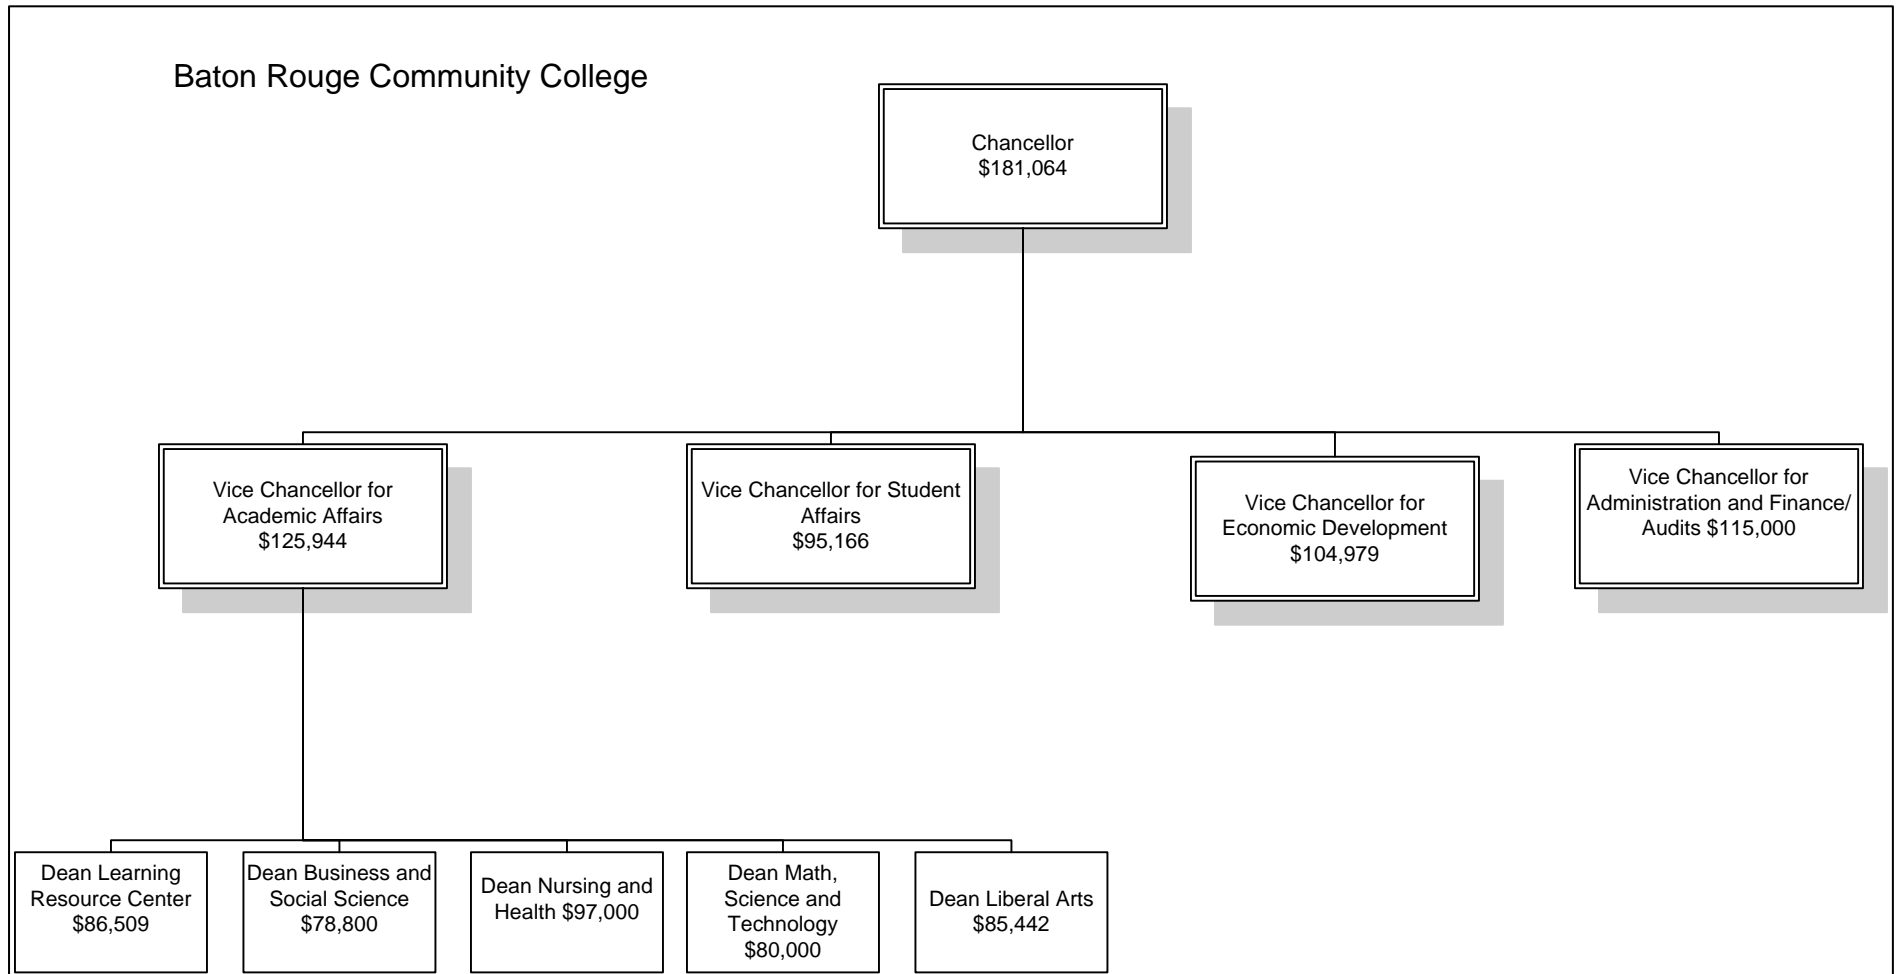 Baton Rouge Community College
Chancellor
$181,064
Vice Chancellor for
Academic Affairs
$125,944
Vice Chancellor for Student
Affairs
$95,166
Vice Chancellor for
Economic Development
$104,979
Vice Chancellor for
Administration and Finance/
Audits $115,000
Dean Learning
Resource Center
$86,509
Dean Business and
Social Science
$78,800
Dean Nursing and
Health $97,000
Dean Math,
Science and
Technology
$80,000
Dean Liberal Arts
$85,442